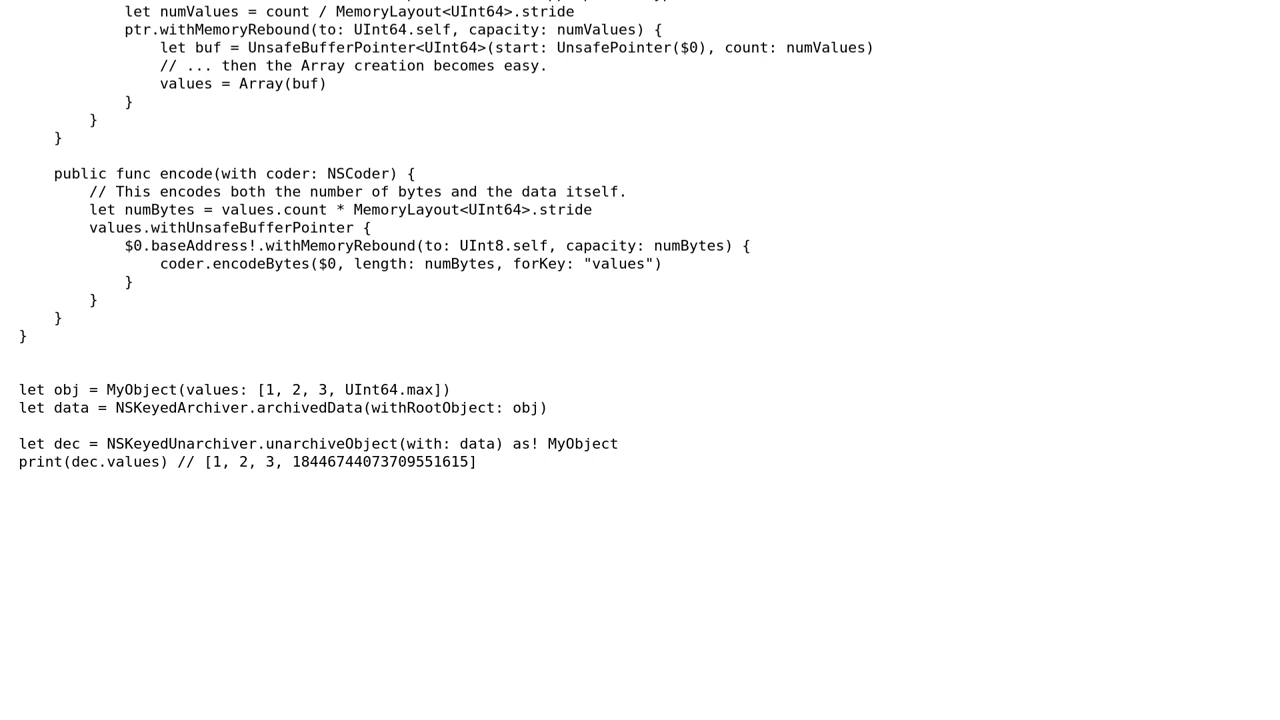 let numValues = count / MemoryLayout<UInt64>.stride
ptr.withMemoryRebound(to: UInt64.self, capacity: numValues) {
let buf = UnsafeBufferPointer<UInt64>(start: UnsafePointer($0), count: numValues)
// ... then the Array creation becomes easy.
values = Array(buf)
}
}
}
public func encode(with coder: NSCoder) {
// This encodes both the number of bytes and the data itself.
let numBytes = values.count * MemoryLayout<UInt64>.stride
values.withUnsafeBufferPointer {
$0.baseAddress!.withMemoryRebound(to: UInt8.self, capacity: numBytes) {
coder.encodeBytes($0, length: numBytes, forKey: "values")
}
}
}
}
let obj = MyObject(values: [1, 2, 3, UInt64.max])
let data = NSKeyedArchiver.archivedData(withRootObject: obj)
let dec = NSKeyedUnarchiver.unarchiveObject(with: data) as! MyObject
print(dec.values) // [1, 2, 3, 18446744073709551615]